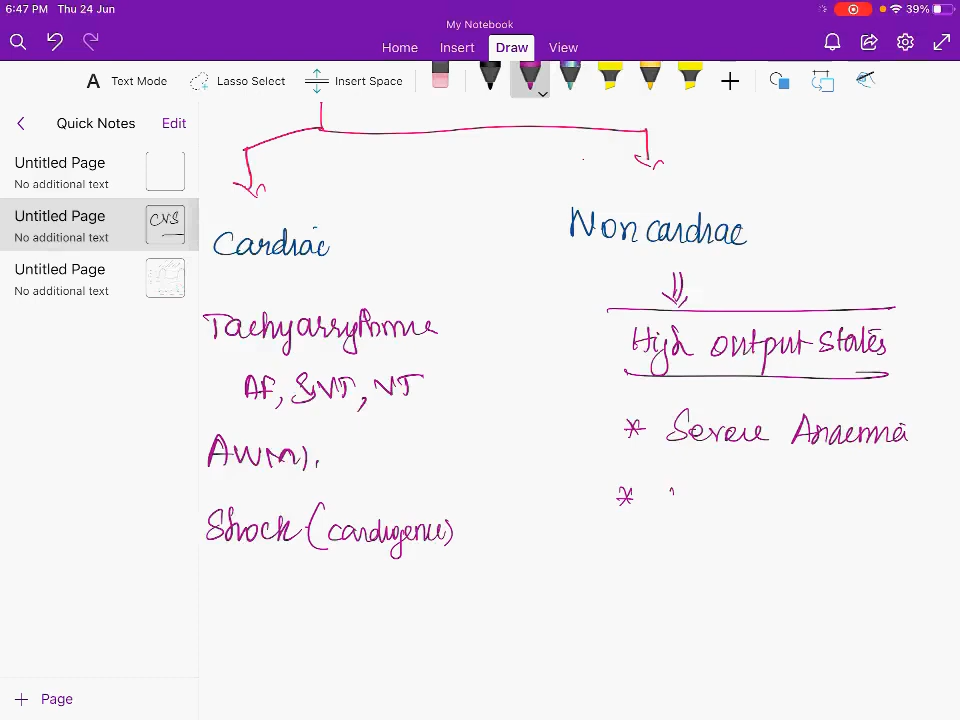 6:47 PM Thu 24 Jun
39%
My Notebook
Home Insert Draw View
Text Mode Lasso Select Insert Space
Quick Notes Edit
Untitled Page
No additional text
Untitled Page
No additional text
CNS
Untitled Page
No additional text
Page
Cardiac
Tachyarrythmie
AF, SVT, VT
AWMI,
Shock (cardiogenic)
Non cardiac
High output States
* Severe Anaemia
*